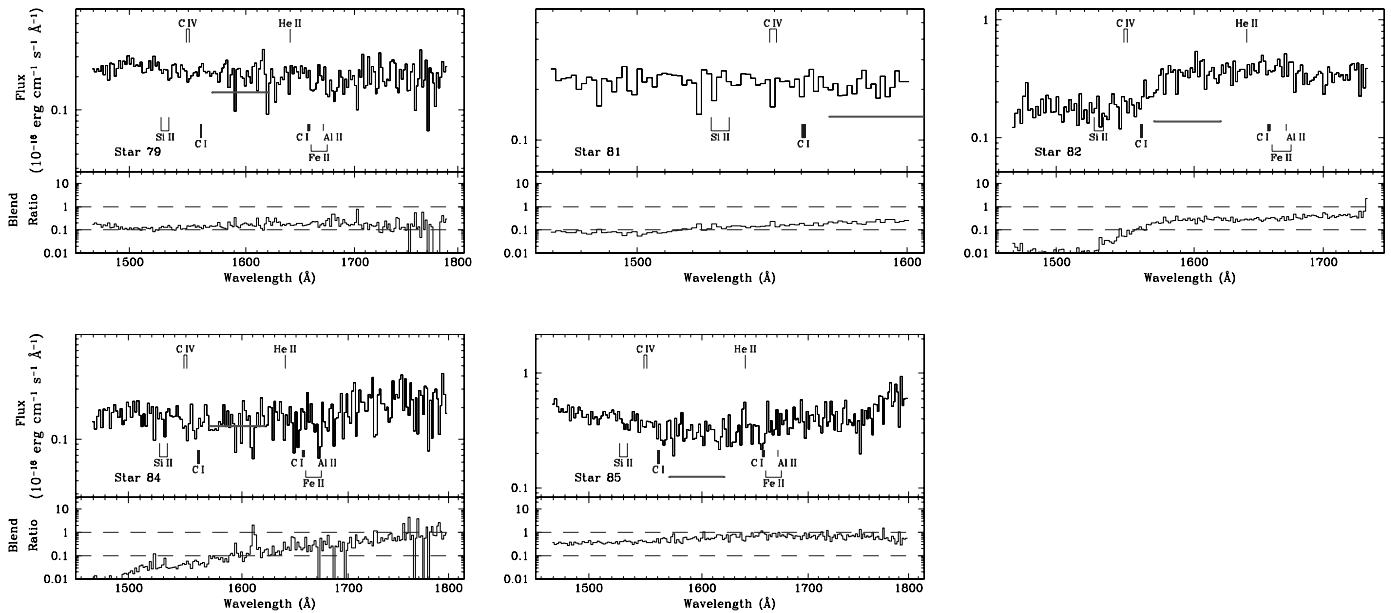 C IV He II
C IV
C IV He II
1
1
Flux
(10⁻¹⁶ erg cm⁻¹ s⁻¹ Å⁻¹)
0.1
0.1
0.1
Si II C I C I Al II Fe II
Star 79
Si II C I
Star 81
Si II C I C I Al II Fe II
Star 82
Blend
Ratio
10
1
0.1
0.01
10
1
0.1
0.01
10
1
0.1
0.01
1500 1600 1700 1800
1500 1600
1500 1600 1700
Wavelength (Å)
Wavelength (Å)
Wavelength (Å)
C IV He II
C IV He II
Flux
(10⁻¹⁶ erg cm⁻¹ s⁻¹ Å⁻¹)
0.1
1
0.1
Si II C I C I Al II Fe II
Star 84
Si II C I C I Al II Fe II
Star 85
Blend
Ratio
10
1
0.1
0.01
10
1
0.1
0.01
1500 1600 1700 1800
1500 1600 1700 1800
Wavelength (Å)
Wavelength (Å)